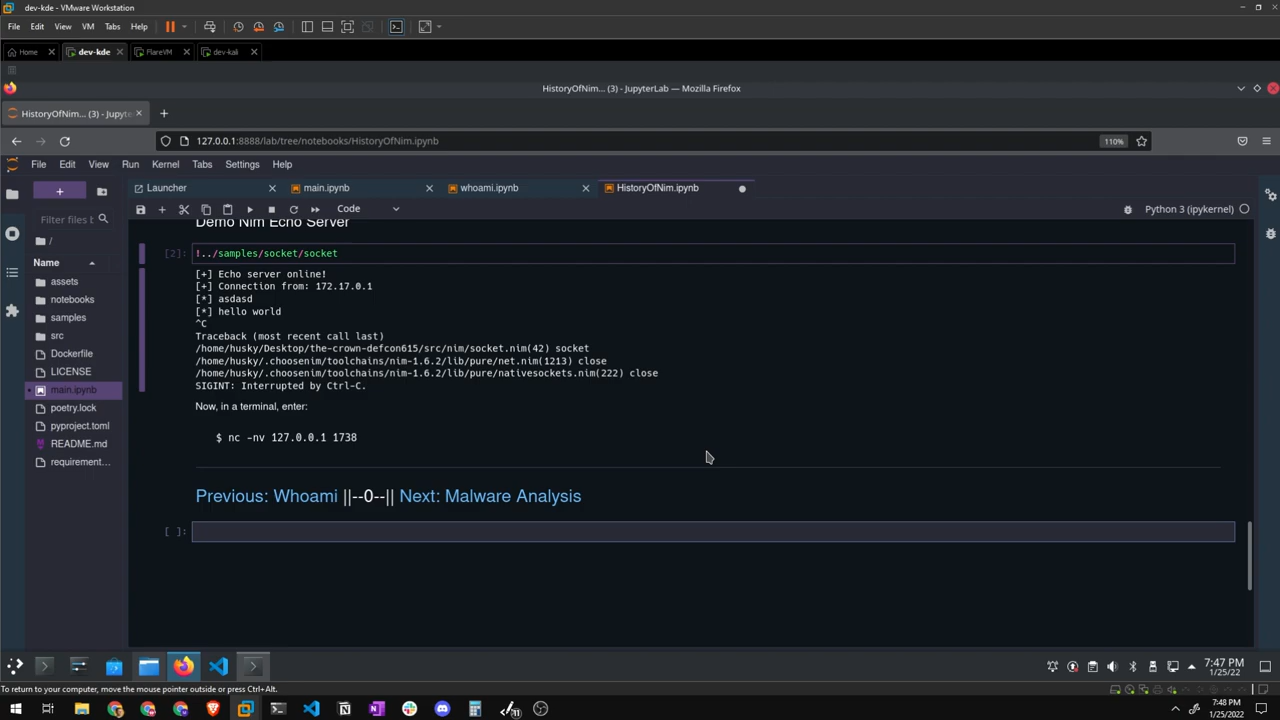 dev-kde - VMware Workstation
File Edit View VM Tabs Help
Home dev-kde FlareVM dev-kali
HistoryOfNim... (3) - JupyterLab — Mozilla Firefox
HistoryOfNim... (3) - Jupyte
127.0.0.1:8888/lab/tree/notebooks/HistoryOfNim.ipynb 110%
File Edit View Run Kernel Tabs Settings Help
Launcher main.ipynb whoami.ipynb HistoryOfNim.ipynb
Code Python 3 (ipykernel)
Filter files b
/
Name
assets
notebooks
samples
src
Dockerfile
LICENSE
main.ipynb
poetry.lock
pyproject.toml
README.md
requirement...
Demo Nim Echo Server
[2]: !../samples/socket/socket
[+] Echo server online!
[+] Connection from: 172.17.0.1
[*] asdasd
[*] hello world
^C
Traceback (most recent call last)
/home/husky/Desktop/the-crown-defcon615/src/nim/socket.nim(42) socket
/home/husky/.choosenim/toolchains/nim-1.6.2/lib/pure/net.nim(1213) close
/home/husky/.choosenim/toolchains/nim-1.6.2/lib/pure/nativesockets.nim(222) close
SIGINT: Interrupted by Ctrl-C.
Now, in a terminal, enter:
$ nc -nv 127.0.0.1 1738
Previous: Whoami ||--0--|| Next: Malware Analysis
[ ]:
7:47 PM
1/25/22
To return to your computer, move the mouse pointer outside or press Ctrl+Alt.
7:48 PM
1/25/2022